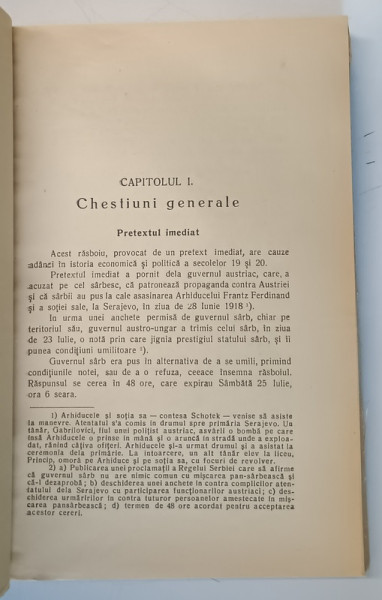 CAPITOLUL I.
Chestiuni generale
Pretextul imediat
Acest răsboiu, provocat de un pretext imediat, are cauze
adânci în istoria economică și politică a secolelor 19 și 20.
Pretextul imediat a pornit dela guvernul austriac, care, a
acuzat pe cel sârbesc, că patronează propaganda contra Austriei
și că sârbii au pus la cale asasinarea Arhiducelui Frantz Ferdinand
și a soției sale, la Serajevo, în ziua de 28 Iunie 1918 ¹).
In urma unei anchete permisă de guvernul sârb, chiar pe
teritoriul său, guvernul austro-ungar a trimis celui sârb, în ziua
de 23 Iulie, o notă prin care jignia prestigiul statului sârb, și îi
punea condițiuni umilitoare ²).
Guvernul sârb era pus în alternativa de a se umili, primind
condițiunile notei, sau de a o refuza, ceeace însemna răsboiul.
Răspunsul se cerea în 48 ore, care expirau Sâmbătă 25 Iulie,
ora 6 seara.
1) Arhiducele și soția sa — contesa Schotek — venise să asiste
la manevre. Atentatul s'a comis în drumul spre primăria Serajevo. Un
tânăr, Gabrilovici, fiul unei polițist austriac, asvârli o bombă pe care
însă Arhiducele o prinse în mână și o aruncă în stradă unde a exploa-
dat, rănind câțiva ofițeri. Arhiducele și-a urmat drumul și a asistat la
ceremonia dela primărie. La întoarcere, un alt tânăr elev la liceu,
Princip, omoră pe Arhiduce și pe soția sa, cu focuri de revolver.
2) a) Publicarea unei proclamații a Regelui Serbiei care să afirme
că guvernul sârb nu are nimic comun cu mișcarea pan-sârbească și
că-l dezaprobă; b) deschiderea unei anchete în contra complicilor aten-
tatului dela Serajevo cu participarea funcționarilor austriaci; c) des-
chiderea urmăririlor în contra tuturor persoanelor amestecate în miș-
carea pansârbească; d) termen de 48 ore acordat pentru acceptarea
acestor cereri.